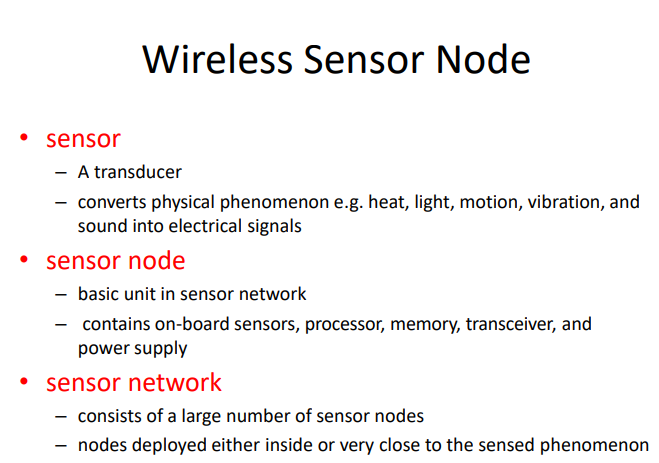 Wireless Sensor Node
• sensor
– A transducer
– converts physical phenomenon e.g. heat, light, motion, vibration, and
sound into electrical signals
• sensor node
– basic unit in sensor network
– contains on-board sensors, processor, memory, transceiver, and
power supply
• sensor network
– consists of a large number of sensor nodes
– nodes deployed either inside or very close to the sensed phenomenon